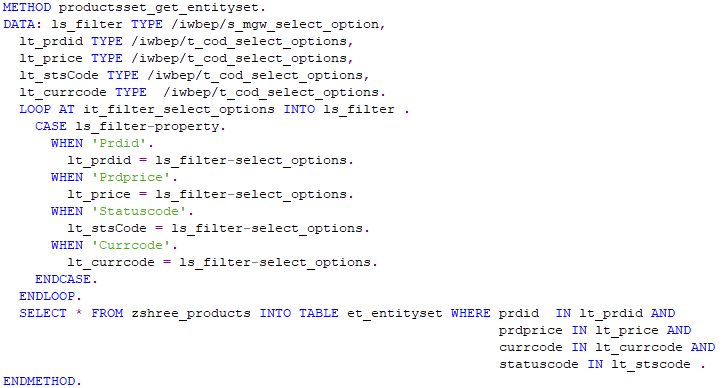 METHOD productsset_get_entityset.
DATA: ls_filter TYPE /iwbep/s_mgw_select_option,
  lt_prdid TYPE /iwbep/t_cod_select_options,
  lt_price TYPE /iwbep/t_cod_select_options,
  lt_stsCode TYPE /iwbep/t_cod_select_options,
  lt_currcode TYPE  /iwbep/t_cod_select_options.
  LOOP AT it_filter_select_options INTO ls_filter .
    CASE ls_filter-property.
      WHEN 'Prdid'.
        lt_prdid = ls_filter-select_options.
      WHEN 'Prdprice'.
        lt_price = ls_filter-select_options.
      WHEN 'Statuscode'.
        lt_stsCode = ls_filter-select_options.
      WHEN 'Currcode'.
        lt_currcode = ls_filter-select_options.
    ENDCASE.
  ENDLOOP.
  SELECT * FROM zshree_products INTO TABLE et_entityset WHERE prdid  IN lt_prdid AND
                                                              prdprice IN lt_price AND
                                                              currcode IN lt_currcode AND
                                                              statuscode IN lt_stscode .
ENDMETHOD.